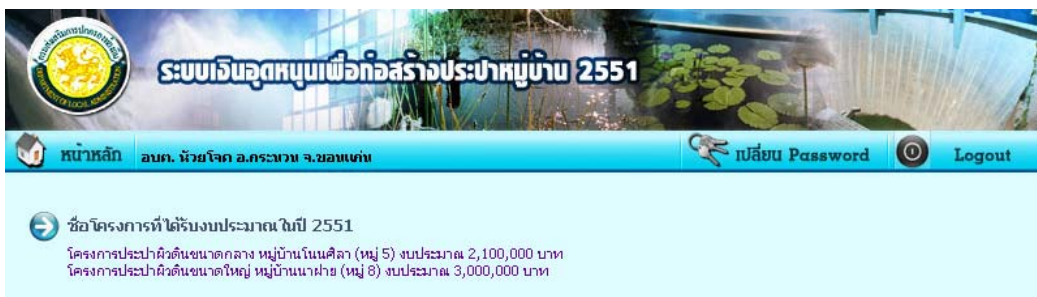 ระบบเงินอุดหนุนเพื่อก่อสร้างประปาหมู่บ้าน 2551
หน้าหลัก อบต. ห้วยโจด อ.กระนวน จ.ขอนแก่น เปลี่ยน Password Logout
ชื่อโครงการที่ได้รับงบประมาณในปี 2551
โครงการประปาผิวดินขนาดกลาง หมู่บ้านโนนศิลา (หมู่ 5) งบประมาณ 2,100,000 บาท
โครงการประปาผิวดินขนาดใหญ่ หมู่บ้านนาฝาย (หมู่ 8) งบประมาณ 3,000,000 บาท